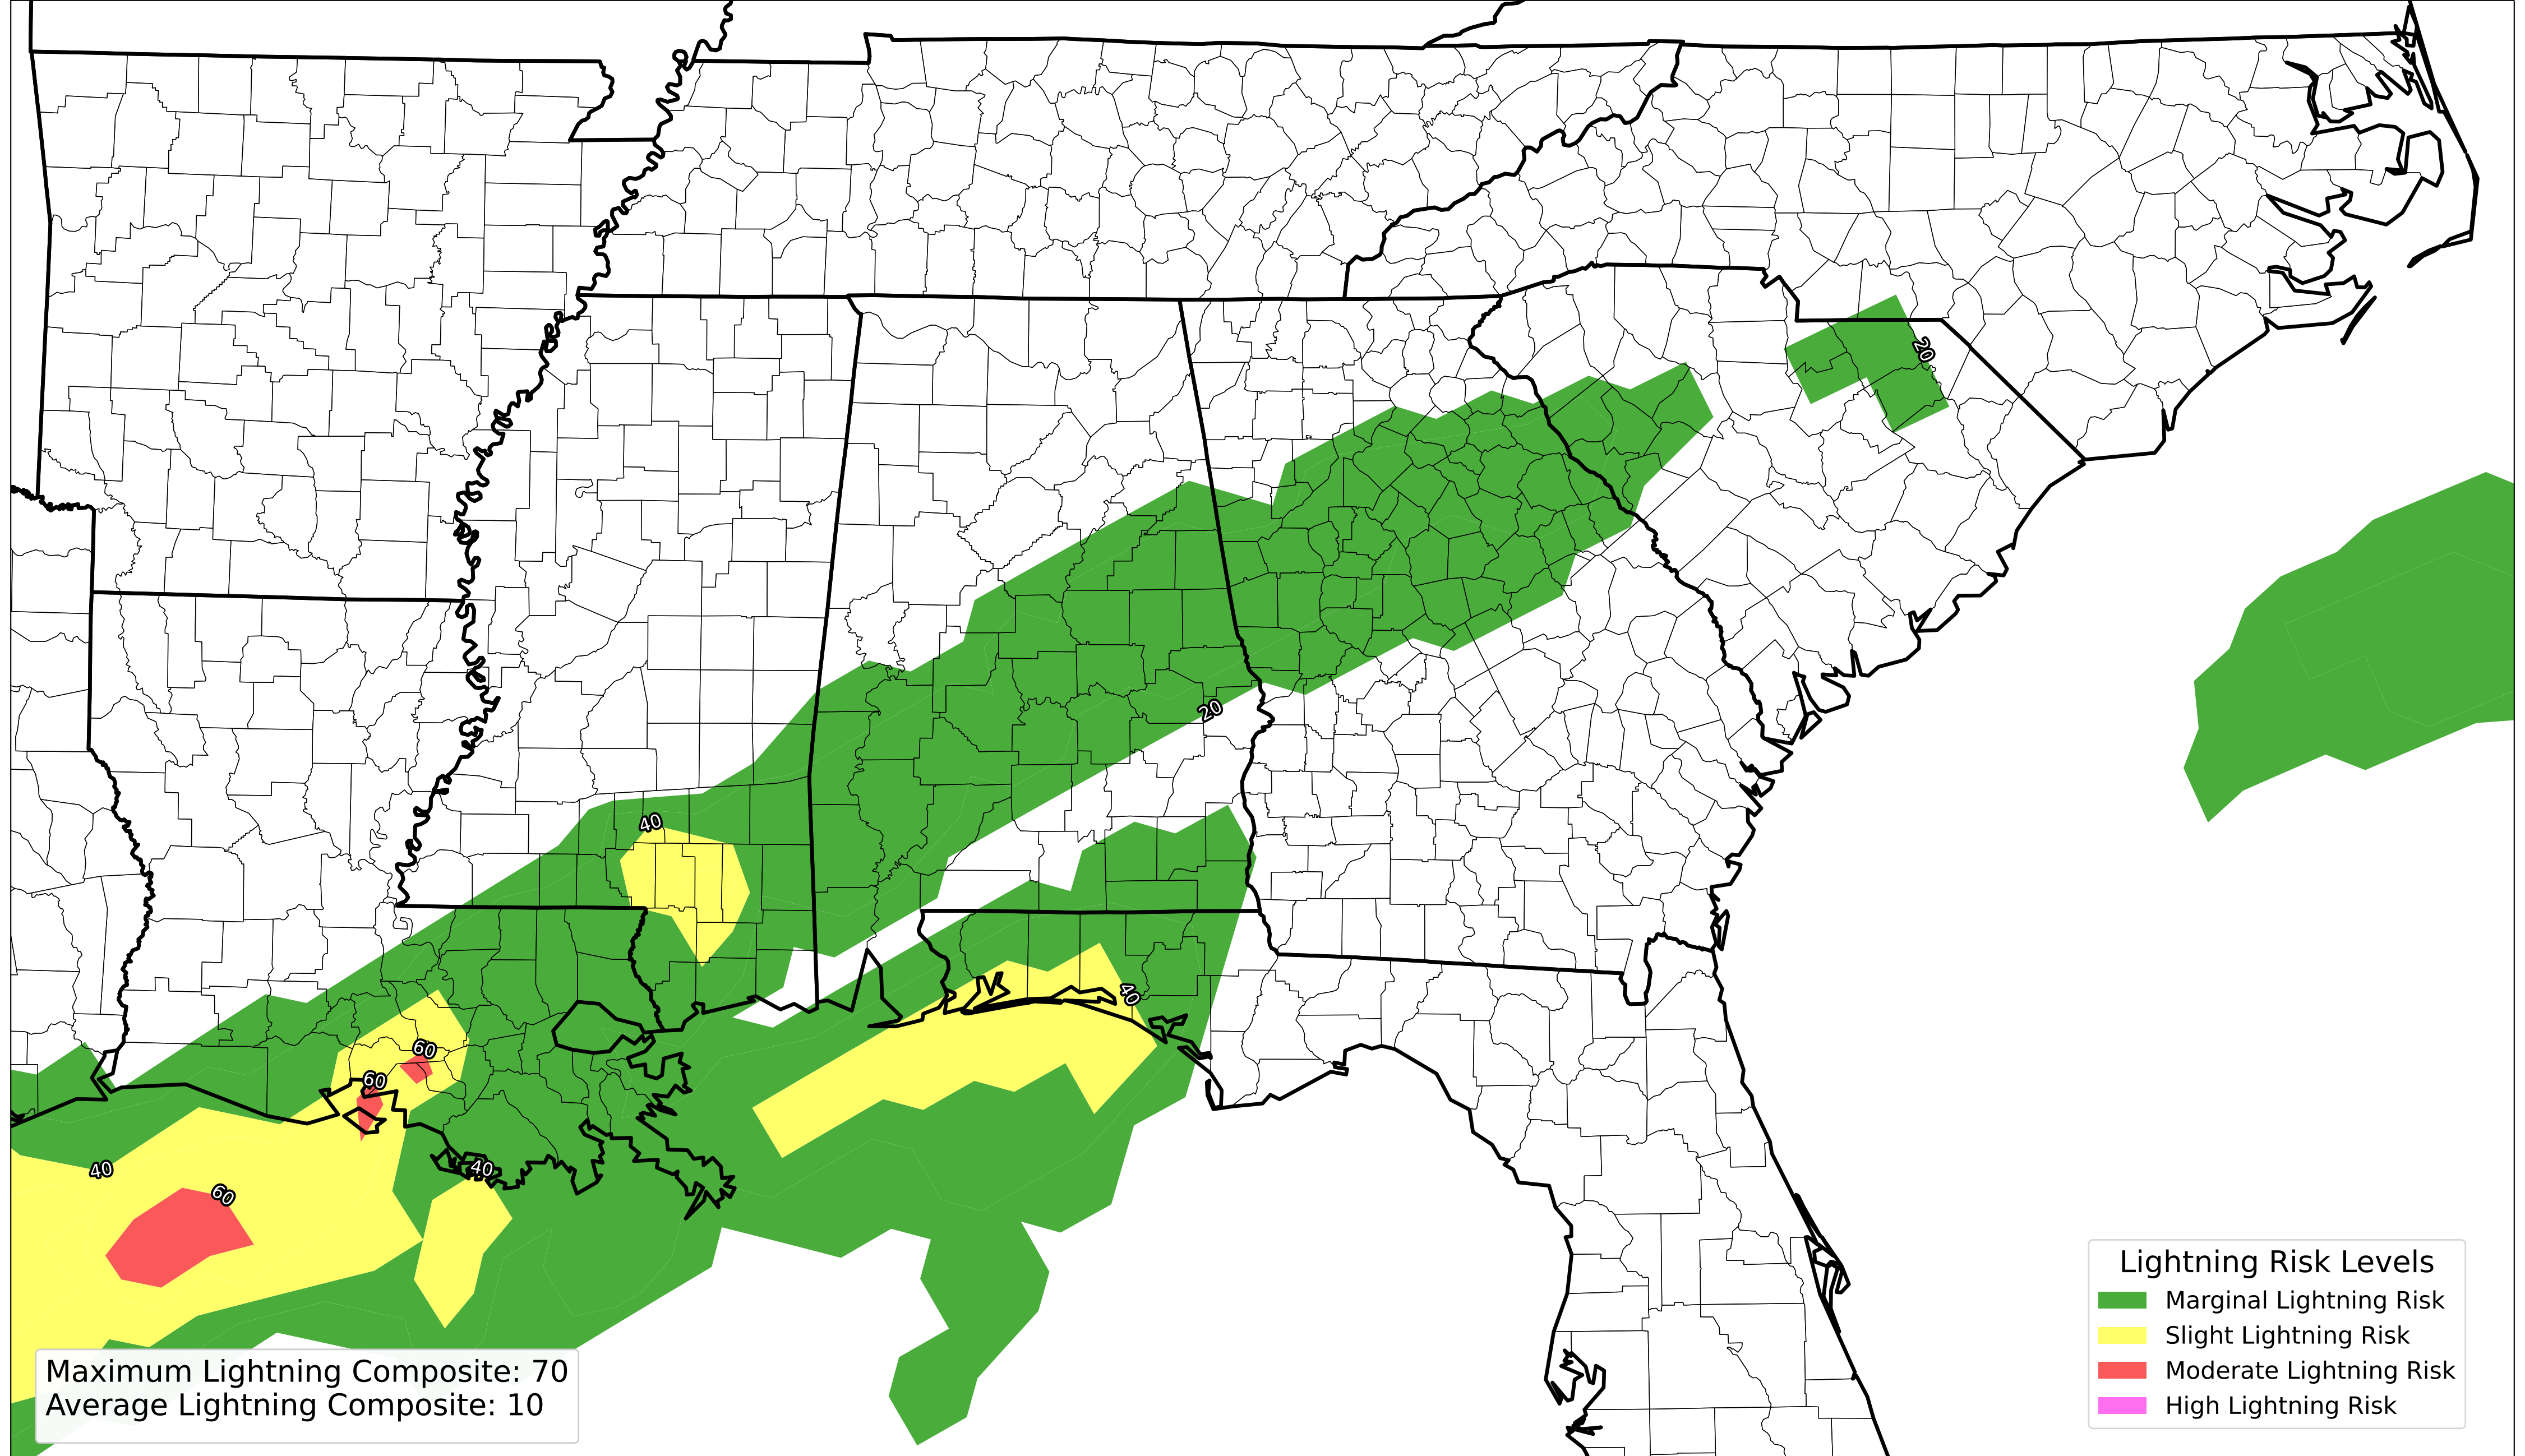 20
20
40
40
60
60
40
40
60
Lightning Risk Levels
Marginal Lightning Risk
Slight Lightning Risk
Moderate Lightning Risk
High Lightning Risk
Maximum Lightning Composite: 70
Average Lightning Composite: 10